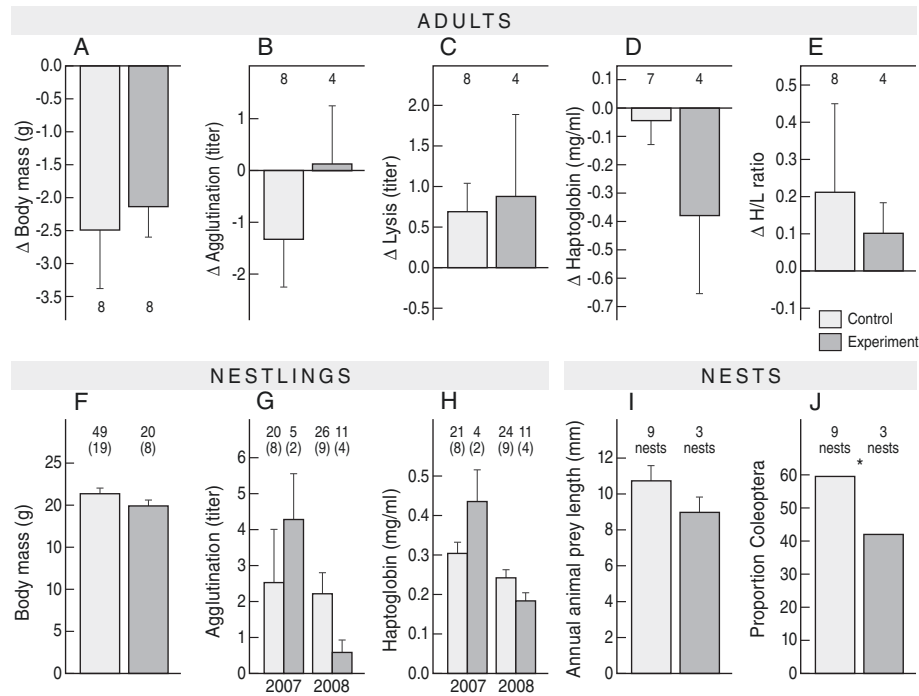 ADULTS
A
Δ Body mass (g)
0.0
-0.5
-1.0
-1.5
-2.0
-2.5
-3.0
-3.5
8 8
B
Δ Agglutination (titer)
8 4
1
0
-1
-2
C
Δ Lysis (titer)
8 4
2.0
1.5
1.0
0.5
0.0
-0.5
D
Δ Haptoglobin (mg/ml)
7 4
0.1
0.0
-0.1
-0.2
-0.3
-0.4
-0.5
-0.6
-0.7
E
Δ H/L ratio
8 4
0.5
0.4
0.3
0.2
0.1
0.0
-0.1
Control
Experiment
NESTLINGS
F
Body mass (g)
49 20
(19) (8)
25
20
10
10
5
0
G
Agglutination (titer)
20 5 26 11
(8) (2) (9) (4)
6
5
4
3
2
1
0
2007 2008
H
Haptoglobin (mg/ml)
21 4 24 11
(8) (2) (9) (4)
0.5
0.4
0.3
0.2
0.1
0.0
2007 2008
NESTS
I
Annual animal prey length (mm)
9 3
nests nests
12
10
8
6
4
2
0
J
Proportion Coleoptera
9 3
nests * nests
60
40
20
0